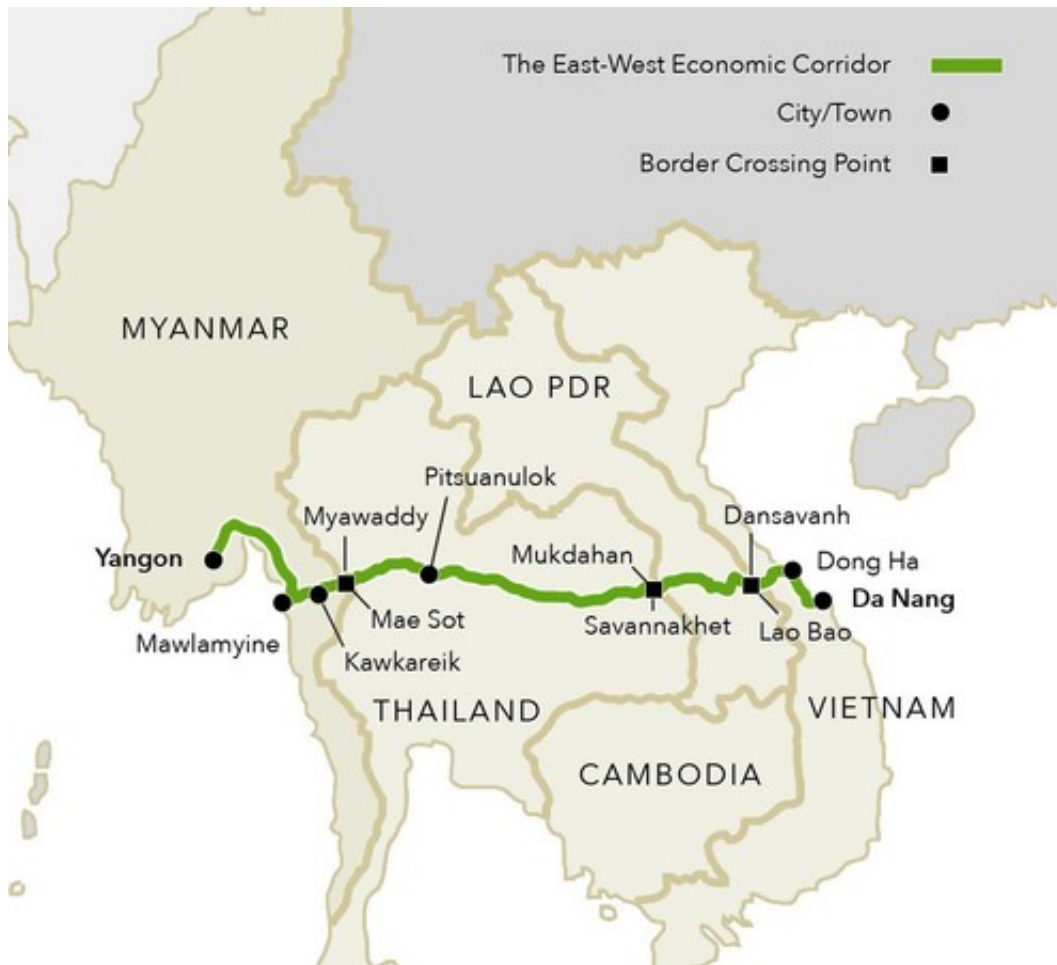 The East-West Economic Corridor
City/Town
Border Crossing Point
MYANMAR
LAO PDR
Pitsuanulok
Myawaddy
Dansavanh
Yangon
Mukdahan
Dong Ha
Da Nang
Mae Sot
Savannakhet
Lao Bao
Mawlamyine
Kawkareik
THAILAND
VIETNAM
CAMBODIA